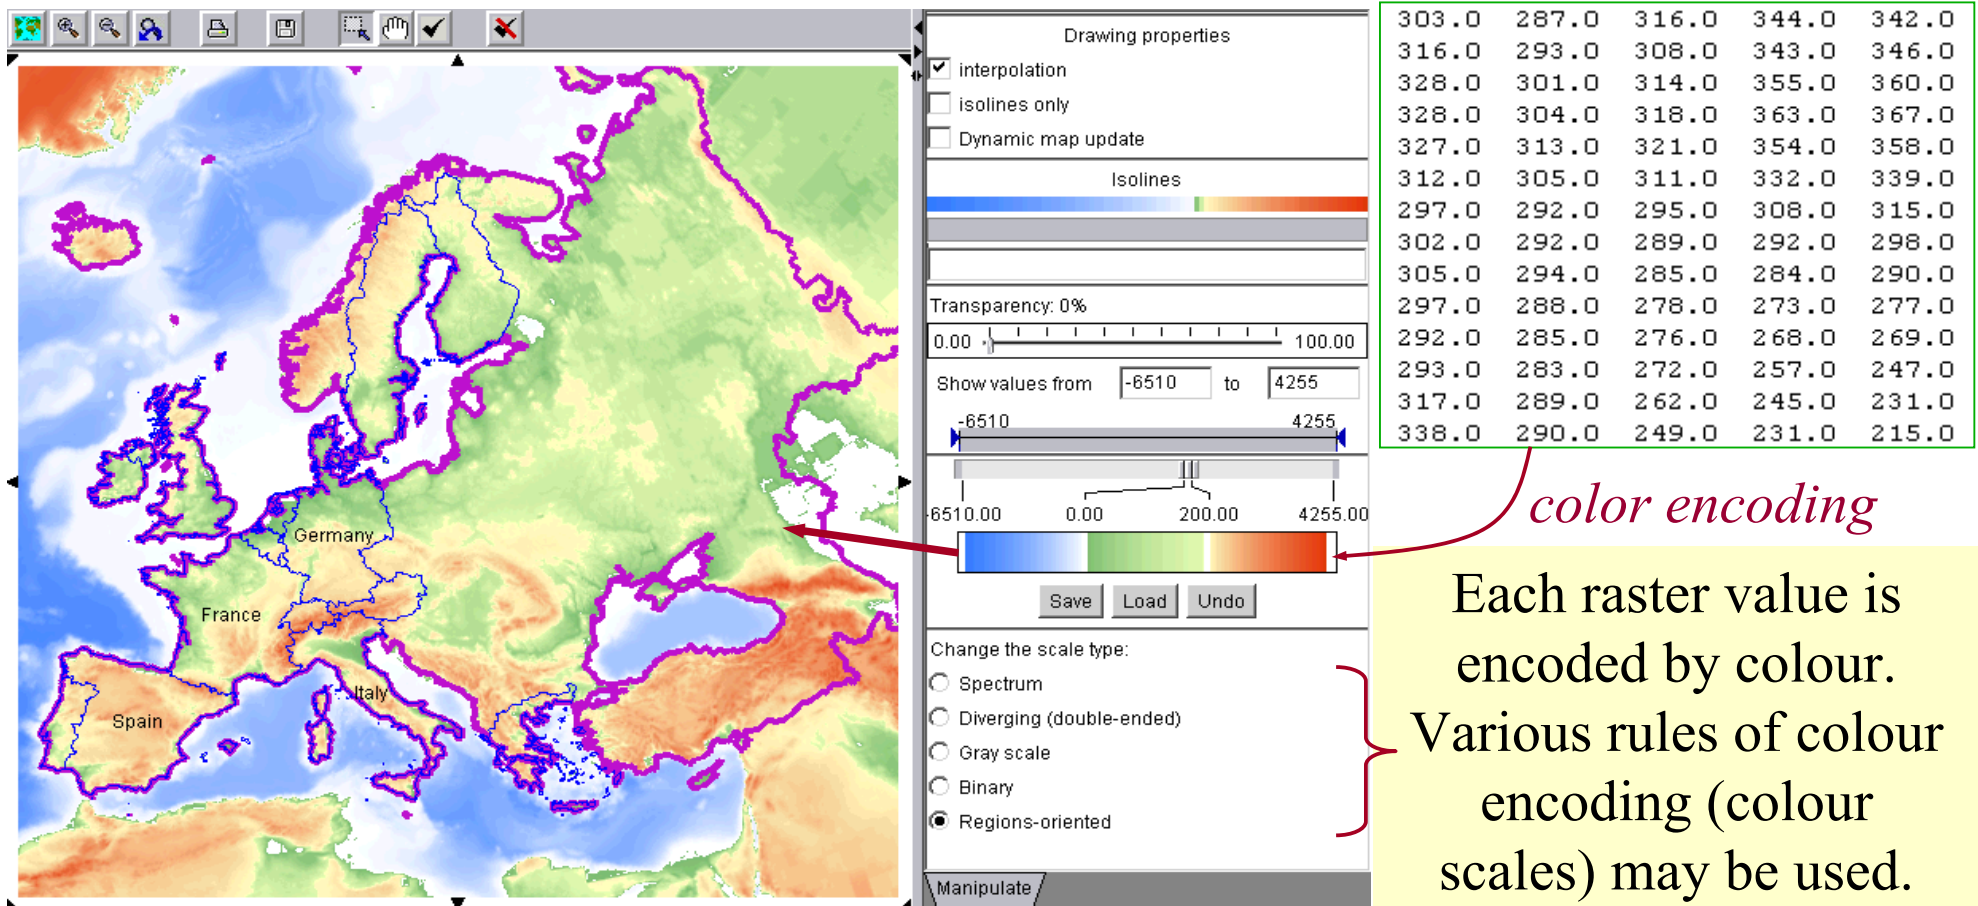 Germany
France
Italy
Spain
Drawing properties
interpolation
isolines only
Dynamic map update
Isolines
Transparency: 0%
0.00 100.00
Show values from -6510 to 4255
-6510 4255
6510.00 0.00 200.00 4255.00
Save Load Undo
Change the scale type:
Spectrum
Diverging (double-ended)
Gray scale
Binary
Regions-oriented
Manipulate
303.0 287.0 316.0 344.0 342.0
316.0 293.0 308.0 343.0 346.0
328.0 301.0 314.0 355.0 360.0
328.0 304.0 318.0 363.0 367.0
327.0 313.0 321.0 354.0 358.0
312.0 305.0 311.0 332.0 339.0
297.0 292.0 295.0 308.0 315.0
302.0 292.0 289.0 292.0 298.0
305.0 294.0 285.0 284.0 290.0
297.0 288.0 278.0 273.0 277.0
292.0 285.0 276.0 268.0 269.0
293.0 283.0 272.0 257.0 247.0
317.0 289.0 262.0 245.0 231.0
338.0 290.0 249.0 231.0 215.0
color encoding
Each raster value is
encoded by colour.
Various rules of colour
encoding (colour
scales) may be used.